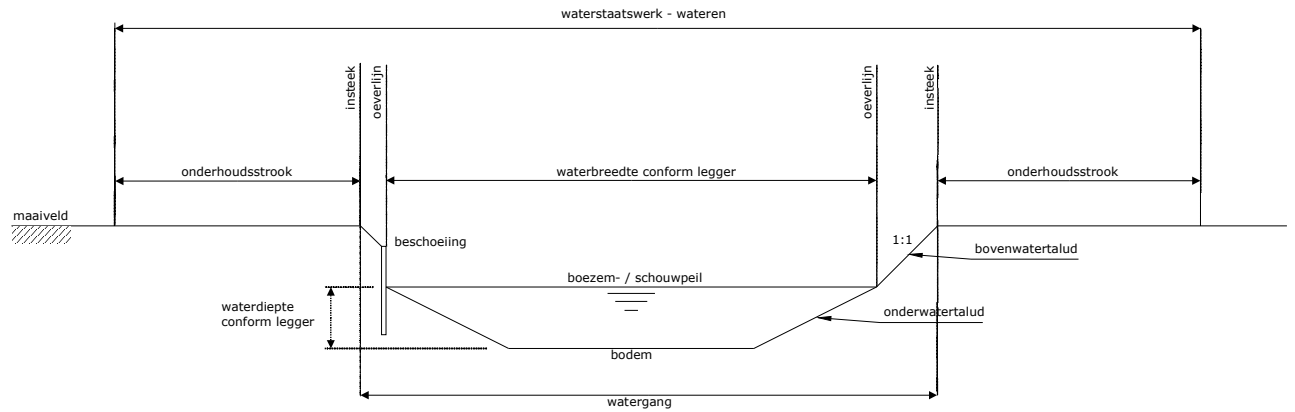 waterstaatswerk - wateren
insteek
oeverlijn
oeverlijn
insteek
onderhoudsstrook
waterbreedte conform legger
onderhoudsstrook
maaiveld
beschoeiing
1:1
bovenwatertalud
boezem- / schouwpeil
waterdiepte
conform legger
onderwatertalud
bodem
watergang